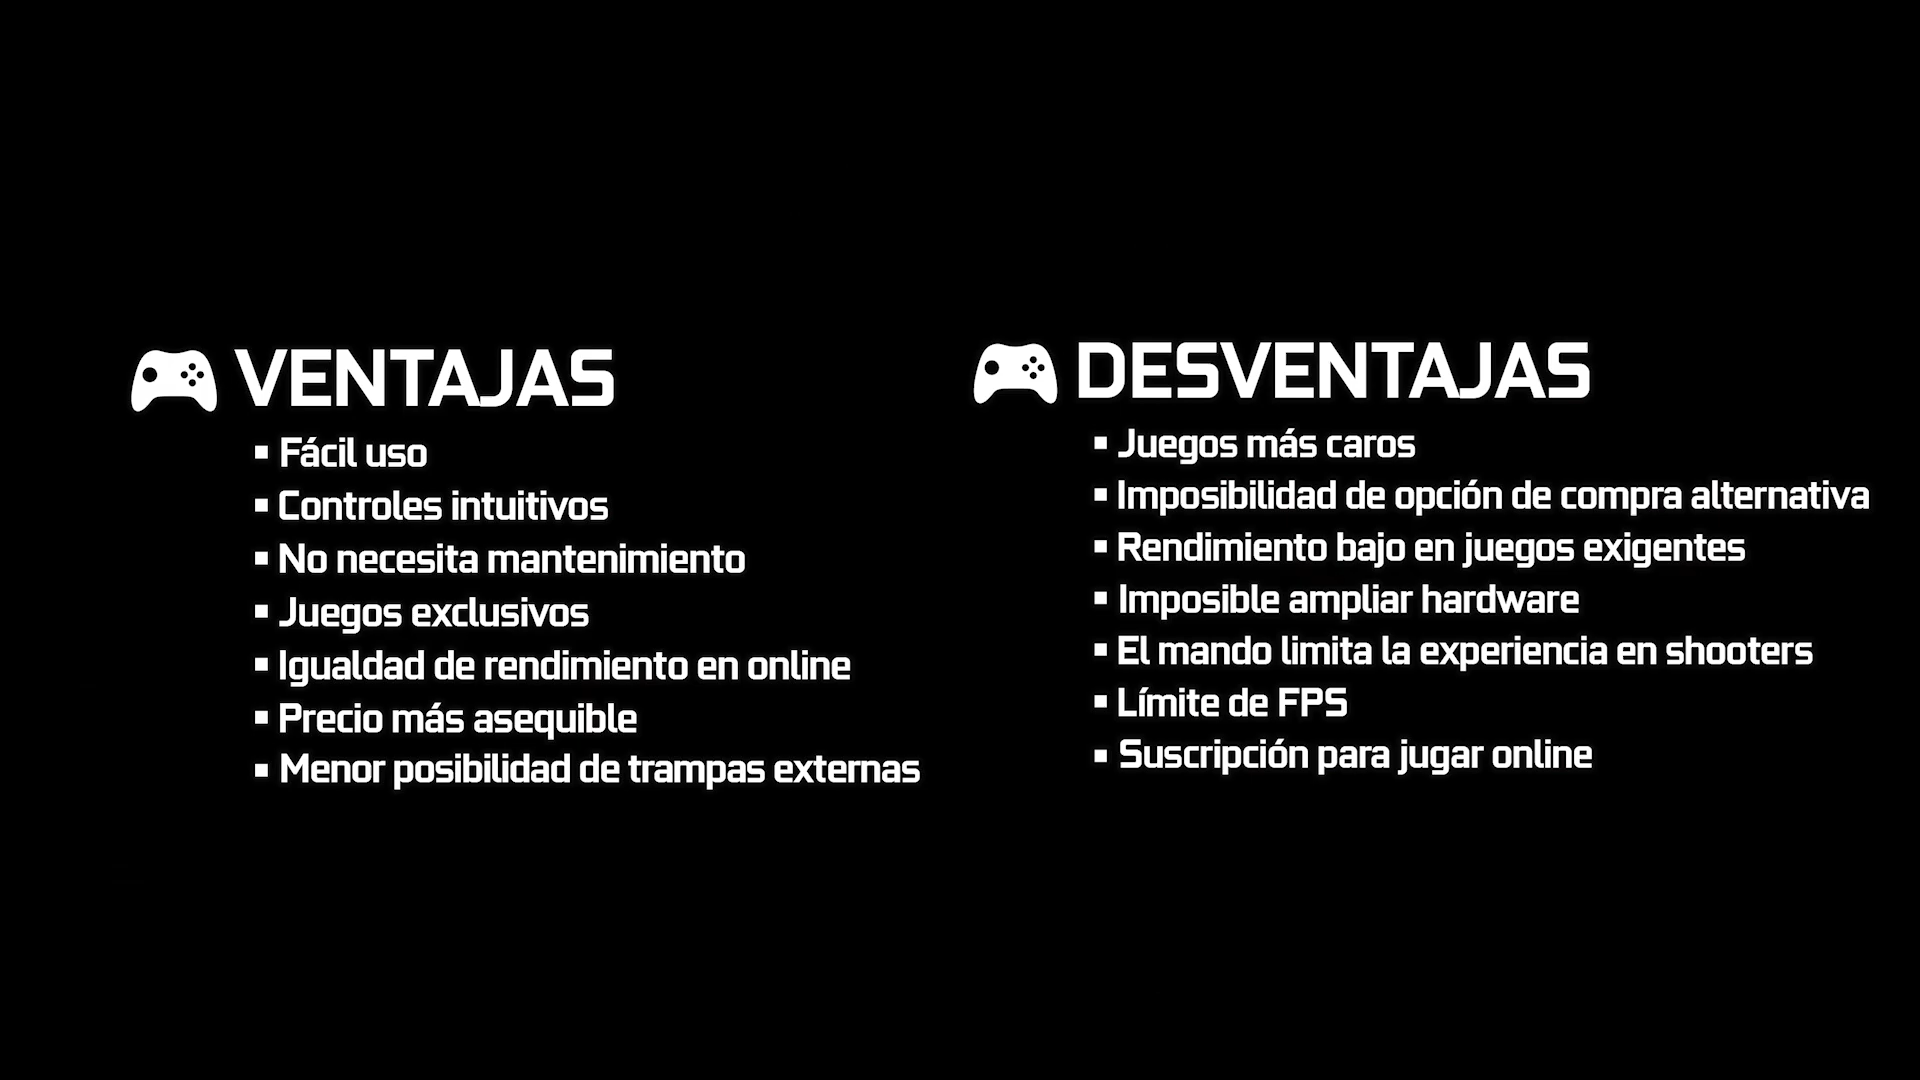 VENTAJAS
Fácil uso
Controles intuitivos
No necesita mantenimiento
Juegos exclusivos
Igualdad de rendimiento en online
Precio más asequible
Menor posibilidad de trampas externas
DESVENTAJAS
Juegos más caros
Imposibilidad de opción de compra alternativa
Rendimiento bajo en juegos exigentes
Imposible ampliar hardware
El mando limita la experiencia en shooters
Límite de FPS
Suscripción para jugar online